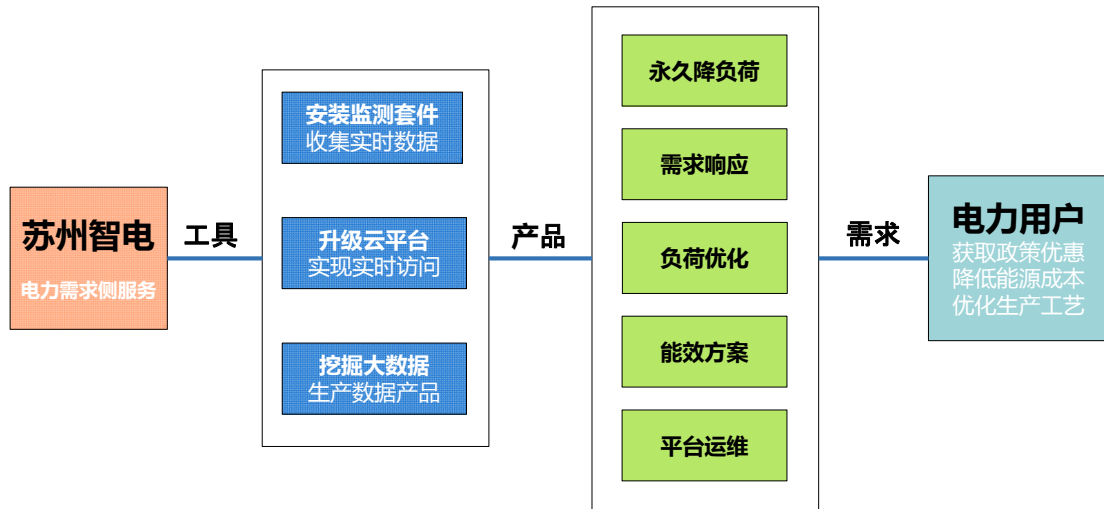 苏州智电
电力需求侧服务
工具
安装监测套件
收集实时数据
升级云平台
实现实时访问
挖掘大数据
生产数据产品
产品
永久降负荷
需求响应
负荷优化
能效方案
平台运维
需求
电力用户
获取政策优惠
降低能源成本
优化生产工艺